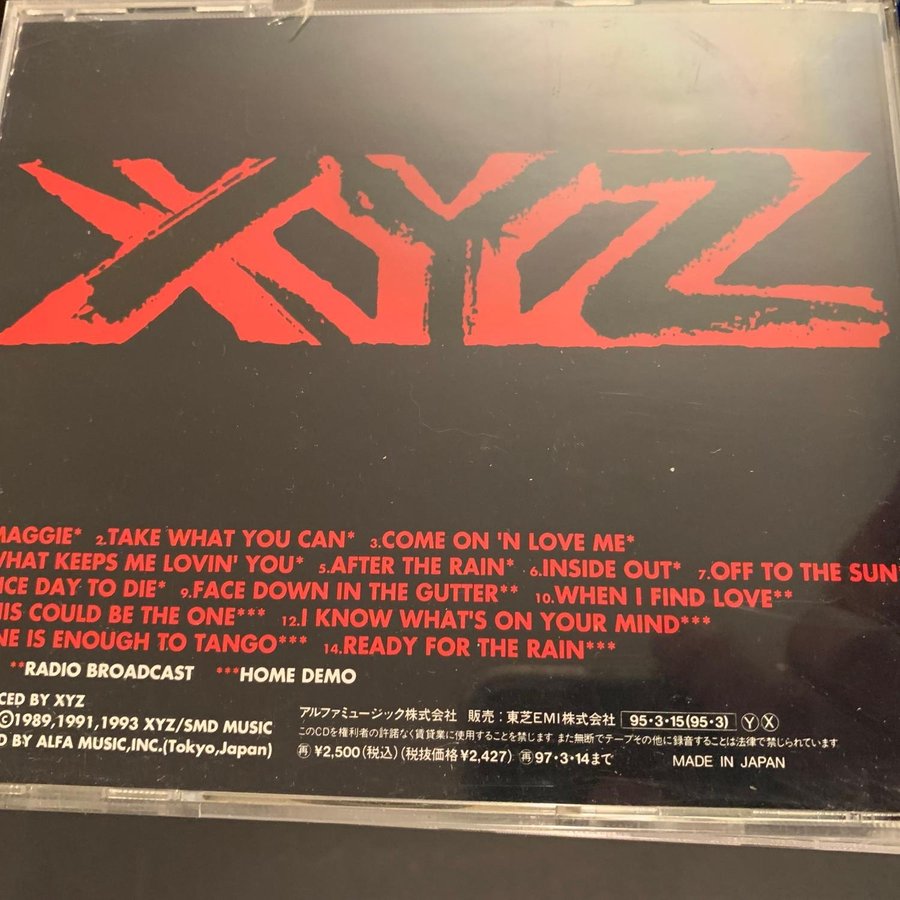 XYZ
MAGGIE* 2.TAKE WHAT YOU CAN* 3.COME ON 'N LOVE ME*
WHAT KEEPS ME LOVIN' YOU* 5.AFTER THE RAIN* 6.INSIDE OUT* 7.OFF TO THE SUN
NICE DAY TO DIE* 9.FACE DOWN IN THE GUTTER** 10.WHEN I FIND LOVE**
THIS COULD BE THE ONE*** 12.I KNOW WHAT'S ON YOUR MIND***
ONE IS ENOUGH TO TANGO*** 14.READY FOR THE RAIN***
**RADIO BROADCAST ***HOME DEMO
CED BY XYZ
©1989,1991,1993 XYZ/SMD MUSIC
D BY ALFA MUSIC,INC.(Tokyo,Japan)
アルファミュージック株式会社 販売:東芝EMI株式会社 95・3・15(95・3) Ⓨ Ⓧ
このCDを権利者の許諾なく賃貸業に使用することを禁じます。また無断でテープその他に録音することは法律で禁じられています
㊢¥2,500(税込)(税抜価格¥2,427) ㊢97・3・14まで
MADE IN JAPAN